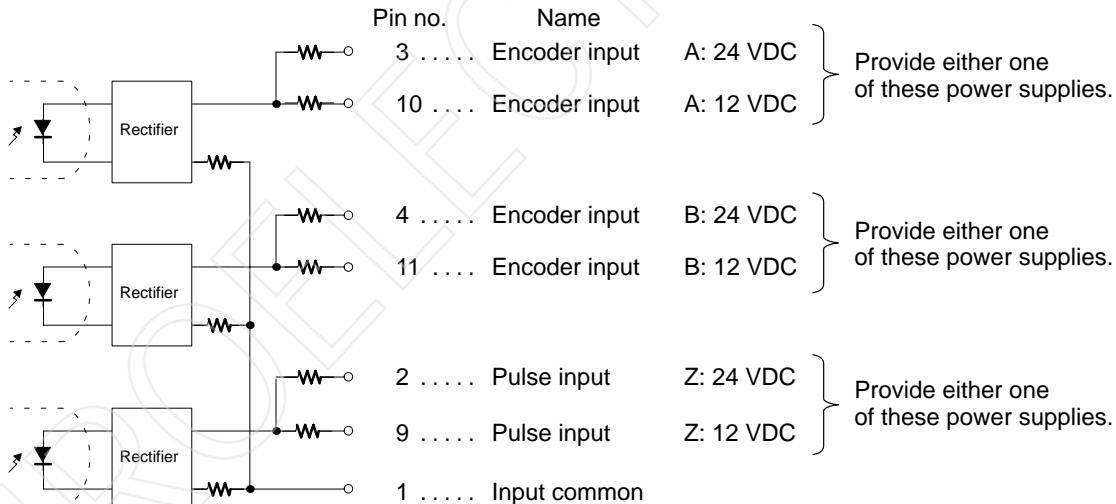 Pin no. Name
3 ..... Encoder input A: 24 VDC
Provide either one
of these power supplies.
10 .... Encoder input A: 12 VDC
Rectifier
4 ..... Encoder input B: 24 VDC
Provide either one
of these power supplies.
11 .... Encoder input B: 12 VDC
Rectifier
2 ..... Pulse input Z: 24 VDC
Provide either one
of these power supplies.
9 ..... Pulse input Z: 12 VDC
Rectifier
1 ..... Input common
ROELEC